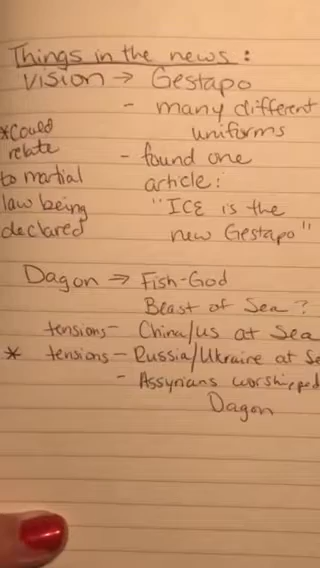 Things in the news:
vision → Gestapo
- many different
uniforms
*Could
relate
to martial
law being
declared
- found one
article:
"ICE is the
new Gestapo"
Dagon → Fish-God
Beast of Sea?
tensions - China/us at Sea
* tensions - Russia/Ukraine at Se
- Assyrians worshipped
Dagon